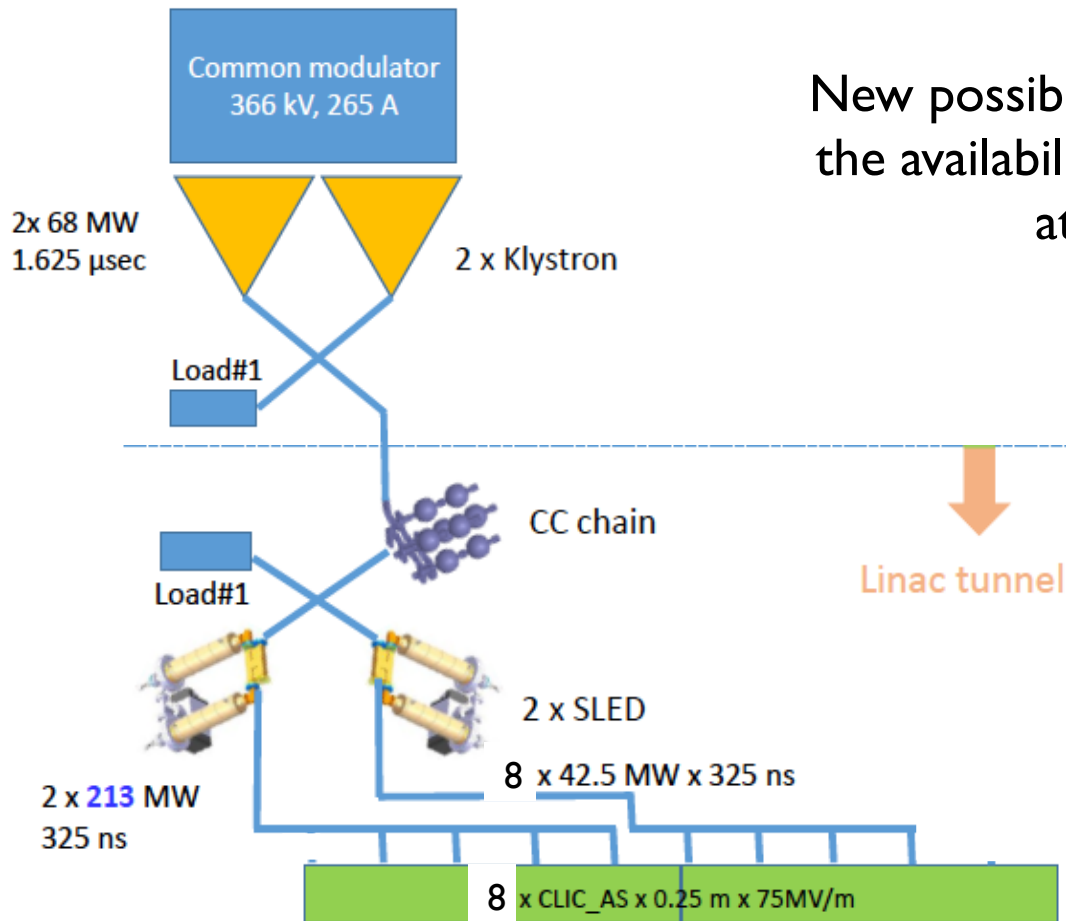 Common modulator
366 kV, 265 A
New possib
the availabil
at
2x 68 MW
1.625 μsec
2 x Klystron
Load#1
CC chain
Linac tunnel
Load#1
2 x SLED
8 x 42.5 MW x 325 ns
2 x 213 MW
325 ns
8 x CLIC_AS x 0.25 m x 75MV/m